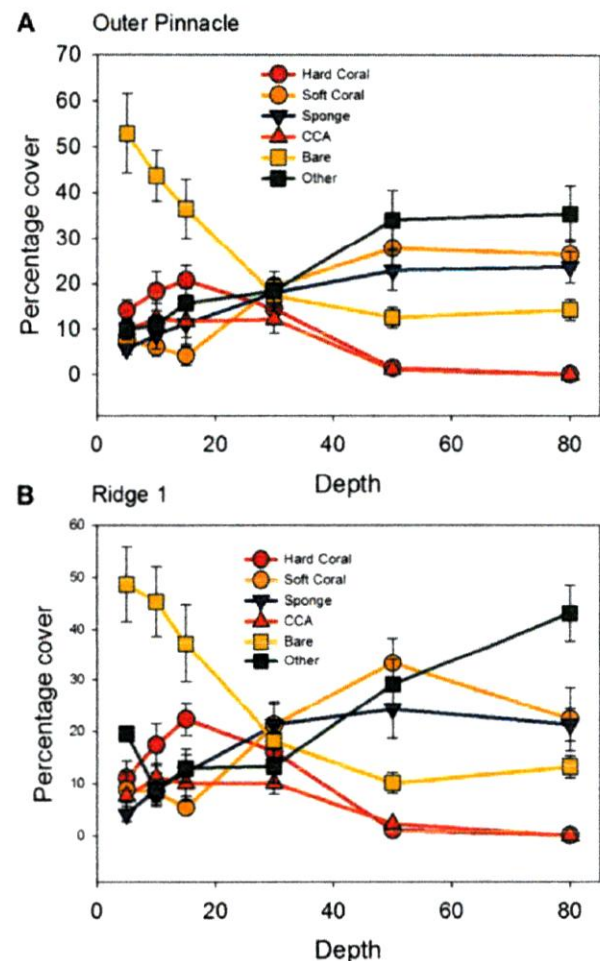 A Outer Pinnacle
70
60
50
40
30
20
10
0
Percentage cover
Hard Coral
Soft Coral
Sponge
CCA
Bare
Other
0 20 40 60 80
Depth
B Ridge 1
60
50
40
30
20
10
0
Percentage cover
Hard Coral
Soft Coral
Sponge
CCA
Bare
Other
0 20 40 60 80
Depth